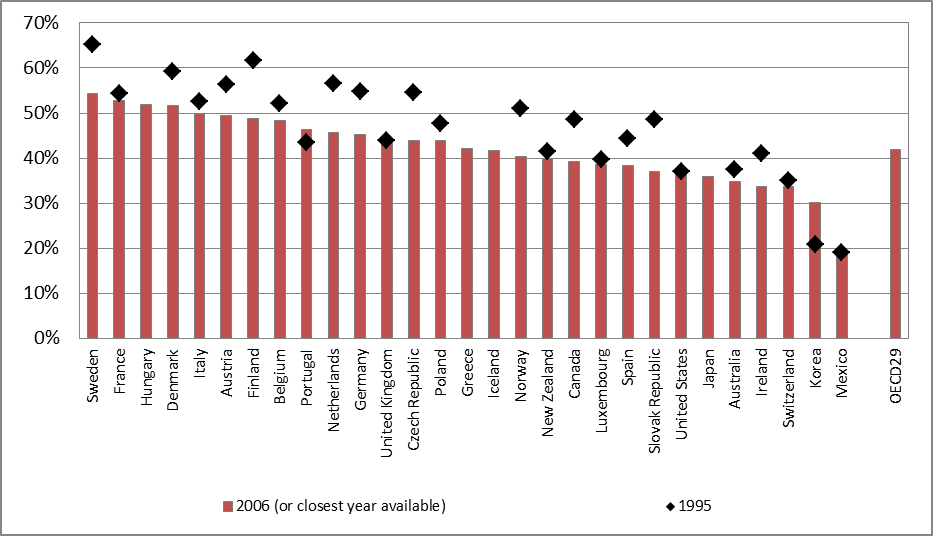 70%
60%
50%
40%
30%
20%
10%
0%
Sweden
France
Hungary
Denmark
Italy
Austria
Finland
Belgium
Portugal
Netherlands
Germany
United Kingdom
Czech Republic
Poland
Greece
Iceland
Norway
New Zealand
Canada
Luxembourg
Spain
Slovak Republic
United States
Japan
Australia
Ireland
Switzerland
Korea
Mexico
OECD29
2006 (or closest year available)
1995